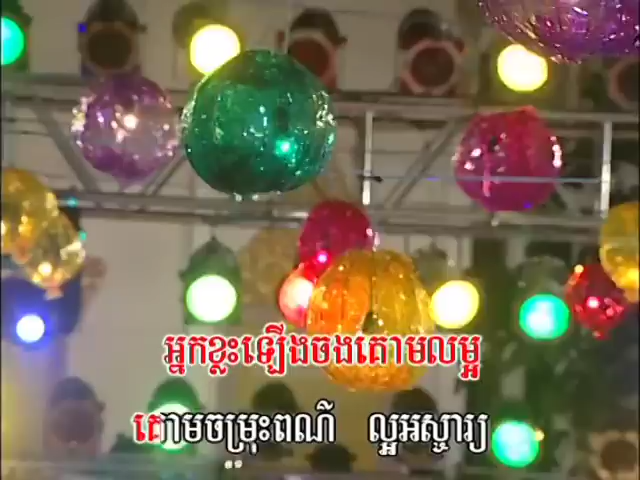 អ្នកខ្លះឡើងចងគោមលម្អ
គោមចម្រុះពណ៌ ល្អអស្ចារ្យ